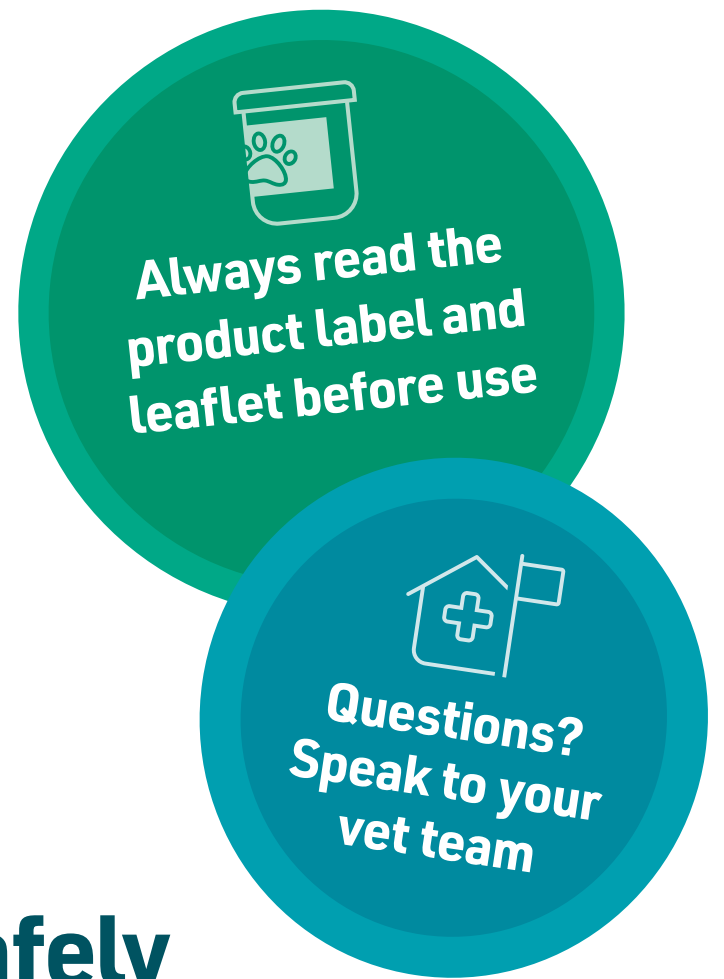 Always read the
product label and
leaflet before use
Questions?
Speak to your
vet team